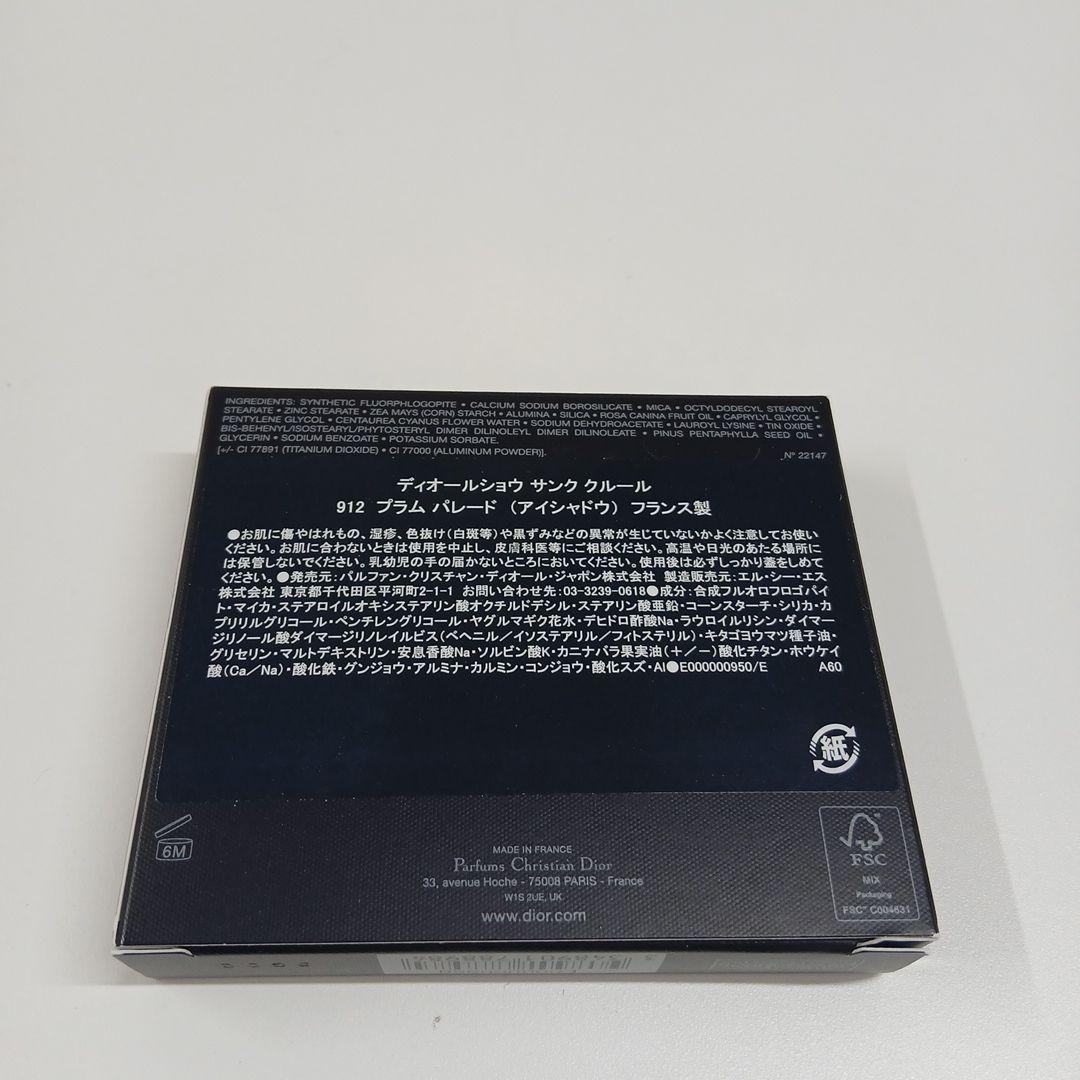 INGREDIENTS: SYNTHETIC FLUORPHLOGOPITE • CALCIUM SODIUM BOROSILICATE • MICA • OCTYLDODECYL STEAROYL
STEARATE • ZINC STEARATE • ZEA MAYS (CORN) STARCH • ALUMINA • SILICA • ROSA CANINA FRUIT OIL • CAPRYLYL GLYCOL •
PENTYLENE GLYCOL • CENTAUREA CYANUS FLOWER WATER • SODIUM DEHYDROACETATE • LAUROYL LYSINE • TIN OXIDE •
BIS-BEHENYL/ISOSTEARYL/PHYTOSTERYL DIMER DILINOLEYL DIMER DILINOLEATE • PINUS PENTAPHYLLA SEED OIL •
GLYCERIN • SODIUM BENZOATE • POTASSIUM SORBATE.
[+/- CI 77891 (TITANIUM DIOXIDE) • CI 77000 (ALUMINUM POWDER)].
N° 22147
ディオールショウ サンク クルール
912 プラム パレード (アイシャドウ) フランス製
●お肌に傷やはれもの、湿疹、色抜け(白斑等)や黒ずみなどの異常が生じていないかよく注意してお使い
ください。お肌に合わないときは使用を中止し、皮膚科医等にご相談ください。高温や日光のあたる場所に
は保管しないでください。乳幼児の手の届かないところにおいてください。使用後は必ずしっかり蓋をしめて
ください。●発売元:パルファン・クリスチャン・ディオール・ジャポン株式会社 製造販売元:エル・シー・エス
株式会社 東京都千代田区平河町2-1-1 お問い合わせ先:03-3239-0618●成分:合成フルオロフロゴパイ
ト・マイカ・ステアロイルオキシステアリン酸オクチルドデシル・ステアリン酸亜鉛・コーンスターチ・シリカ・カ
プリリルグリコール・ペンチレングリコール・ヤグルマギク花水・デヒドロ酢酸Na・ラウロイルリシン・ダイマー
ジリノール酸ダイマージリノレイルビス(ベヘニル/イソステアリル/フィトステリル)・キタゴヨウマツ種子油・
グリセリン・マルトデキストリン・安息香酸Na・ソルビン酸K・カニナバラ果実油(+/-)酸化チタン・ホウケイ
酸(Ca/Na)・酸化鉄・グンジョウ・アルミナ・カルミン・コンジョウ・酸化スズ・Al●E000000950/E A60
紙
6M
MADE IN FRANCE
Parfums Christian Dior
33, avenue Hoche - 75008 PARIS - France
W1S 2UE, UK
www.dior.com
FSC
MIX
Packaging
FSC™ C004631